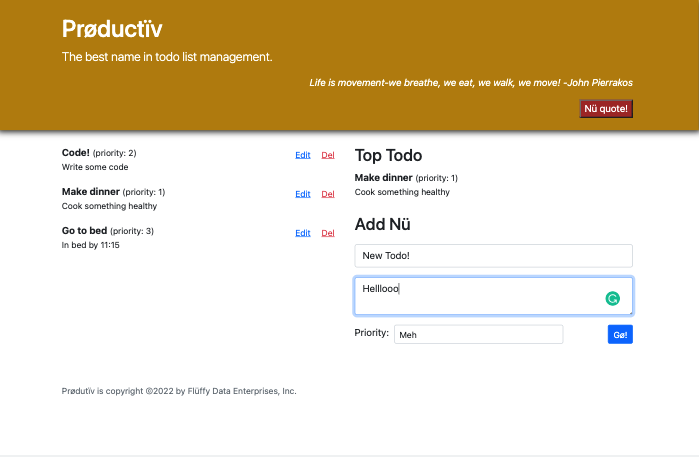 Prøductïv
The best name in todo list management.
Life is movement-we breathe, we eat, we walk, we move! -John Pierrakos
Nü quote!
Code! (priority: 2)
Edit Del
Write some code
Make dinner (priority: 1)
Edit Del
Cook something healthy
Go to bed (priority: 3)
Edit Del
In bed by 11:15
Top Todo
Make dinner (priority: 1)
Cook something healthy
Add Nü
New Todo!
Helllooo
Priority: Meh
Gø!
Prødutïv is copyright ©2022 by Flüffy Data Enterprises, Inc.